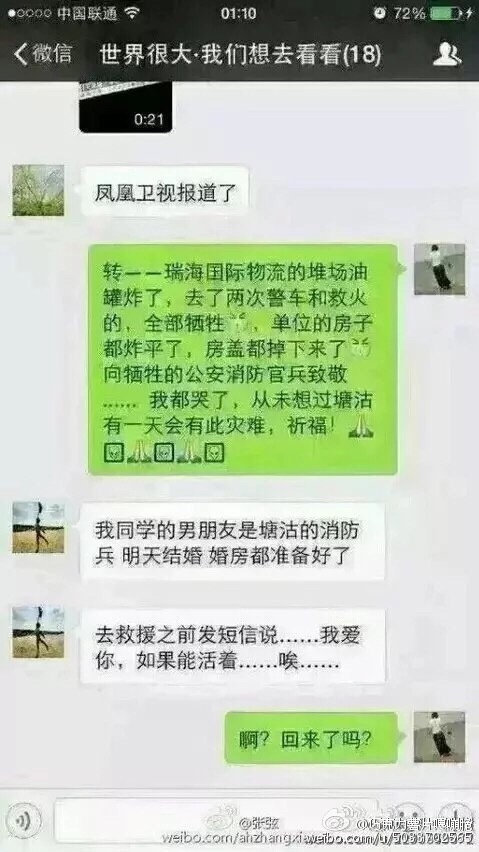 中国联通 01:10 72%
微信 世界很大·我们想去看看(18)
0:21
凤凰卫视报道了
转一一瑞海国际物流的堆场油
罐炸了，去了两次警车和救火
的，全部牺牲，单位的房子
都炸平了，房盖都掉下来了
向牺牲的公安消防官兵致敬
...... 我都哭了，从未想过塘沽
有一天会有此灾难，祈福！
我同学的男朋友是塘沽的消防
兵 明天结婚 婚房都准备好了
去救援之前发短信说......我爱
你，如果能活着......唉......
啊？回来了吗？
@张弦